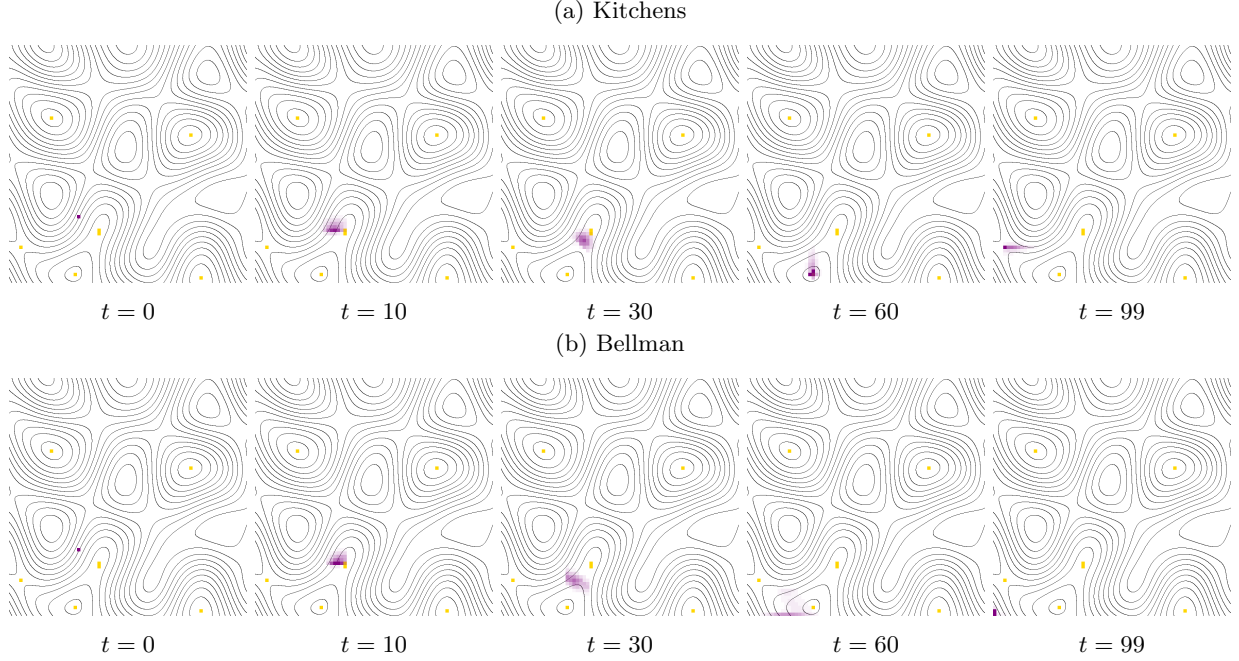 (a) Kitchens
t = 0 t = 10 t = 30 t = 60 t = 99
(b) Bellman
t = 0 t = 10 t = 30 t = 60 t = 99